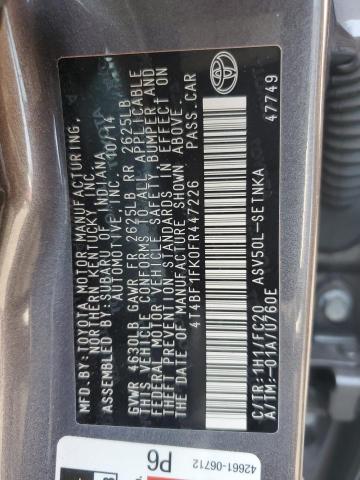 MFD.BY: TOYOTA MOTOR MANUFACTURING,
NORTHERN KENTUCKY INC.
ASSEMBLED BY: SUBARU OF INDIANA
AUTOMOTIVE, INC. 10/14
GVWR 4630LB GAWR FR 2625LB RR 2625LB
THIS VEHICLE CONFORMS TO ALL APPLICABLE
FEDERAL MOTOR VEHICLE SAFETY, BUMPER AND
THEFT PREVENTION STANDARDS IN EFFECT ON
THE DATE OF MANUFACTURE SHOWN ABOVE.
4T4BF1FK0FR447226 PASS.CAR
C/TR:1H1/FC20 ASV50L-SETNKA
A/TM:-01A/U760E 47749
42661-06712
P6